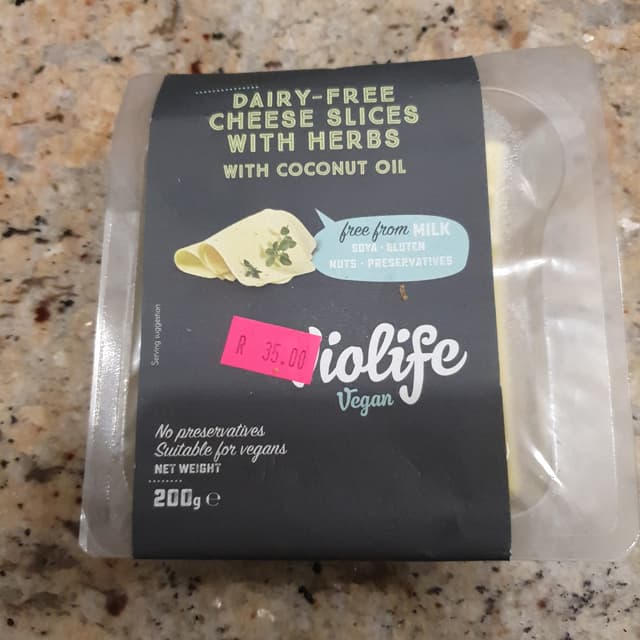 DAIRY-FREE
CHEESE SLICES
WITH HERBS
WITH COCONUT OIL
free from MILK
SOYA · GLUTEN
NUTS · PRESERVATIVES
Serving suggestion
R 35.00
iolife
Vegan
No preservatives
Suitable for vegans
NET WEIGHT
200g e